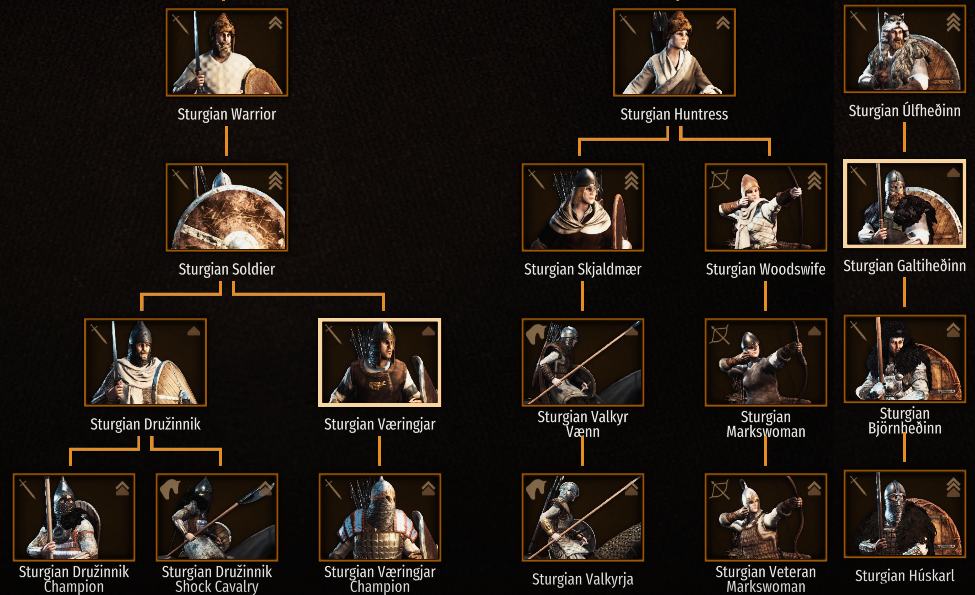 Sturgian Warrior
Sturgian Huntress
Sturgian Úlfheðinn
Sturgian Soldier
Sturgian Skjaldmær
Sturgian Woodswife
Sturgian Galtiheðinn
Sturgian Družinnik
Sturgian Væringjar
Sturgian Valkyr
Vænn
Sturgian
Markswoman
Sturgian
Björnheðinn
Sturgian Družinnik
Champion
Sturgian Družinnik
Shock Cavalry
Sturgian Væringjar
Champion
Sturgian Valkyrja
Sturgian Veteran
Markswoman
Sturgian Húskarl